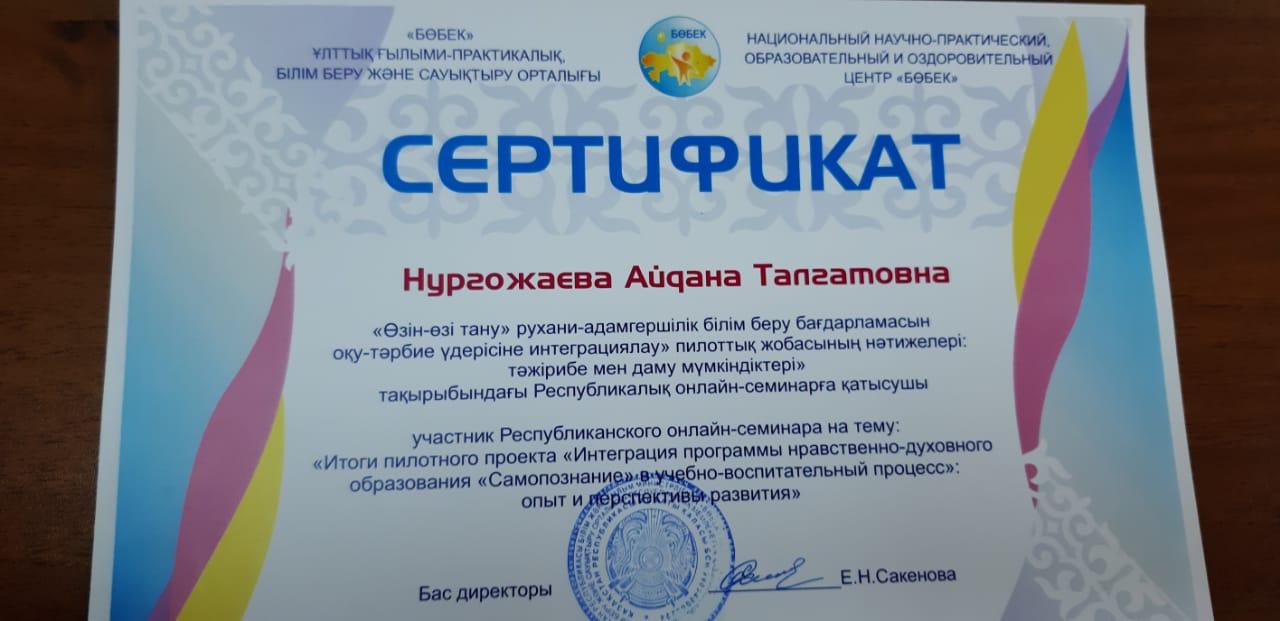 «БӨБЕК»
ҰЛТТЫҚ ҒЫЛЫМИ-ПРАКТИКАЛЫҚ,
БІЛІМ БЕРУ ЖӘНЕ САУЫҚТЫРУ ОРТАЛЫҒЫ
БӨБЕК
НАЦИОНАЛЬНЫЙ НАУЧНО-ПРАКТИЧЕСКИЙ,
ОБРАЗОВАТЕЛЬНЫЙ И ОЗДОРОВИТЕЛЬНЫЙ
ЦЕНТР «БӨБЕК»
СЕРТИФИКАТ
Нургожаева Айдана Талгатовна
«Өзін-өзі тану» рухани-адамгершілік білім беру бағдарламасын
оқу-тәрбие үдерісіне интеграциялау» пилоттық жобасының нәтижелері:
тәжірибе мен даму мүмкіндіктері»
тақырыбындағы Республикалық онлайн-семинарға қатысушы
участник Республиканского онлайн-семинара на тему:
«Итоги пилотного проекта «Интеграция программы нравственно-духовного
образования «Самопознание» в учебно-воспитательный процесс»:
опыт и перспективы развития»
Бас директоры
Е.Н.Сакенова